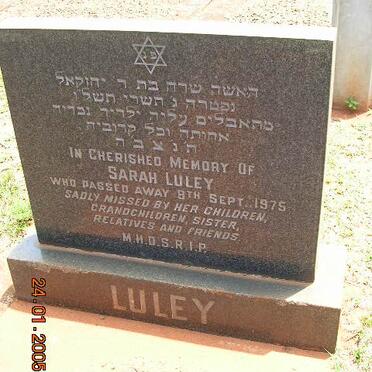 פ נ
האשה שרה בת ר יחזקאל
נפטרה ג תשרי תשל"ו
מתאבלים עליה ילדיה נכדיה
אחותה וכל קרוביה
ת נ צ ב ה
IN CHERISHED MEMORY OF
SARAH LULEY
WHO PASSED AWAY 8TH SEPT. 1975
SADLY MISSED BY HER CHILDREN,
GRANDCHILDREN SISTER,
RELATIVES AND FRIENDS
M.H.D.S.R.I.P.
LULEY
24.01.2005